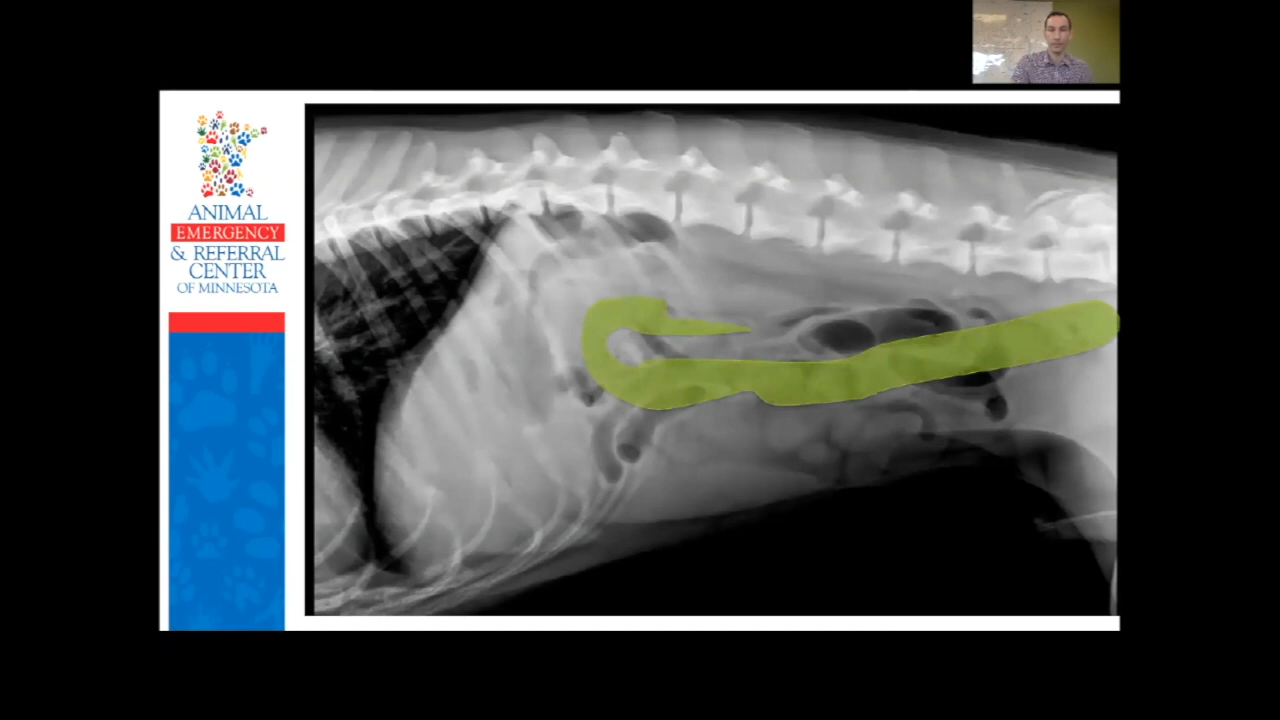 ANIMAL
EMERGENCY
& REFERRAL
CENTER
OF MINNESOTA